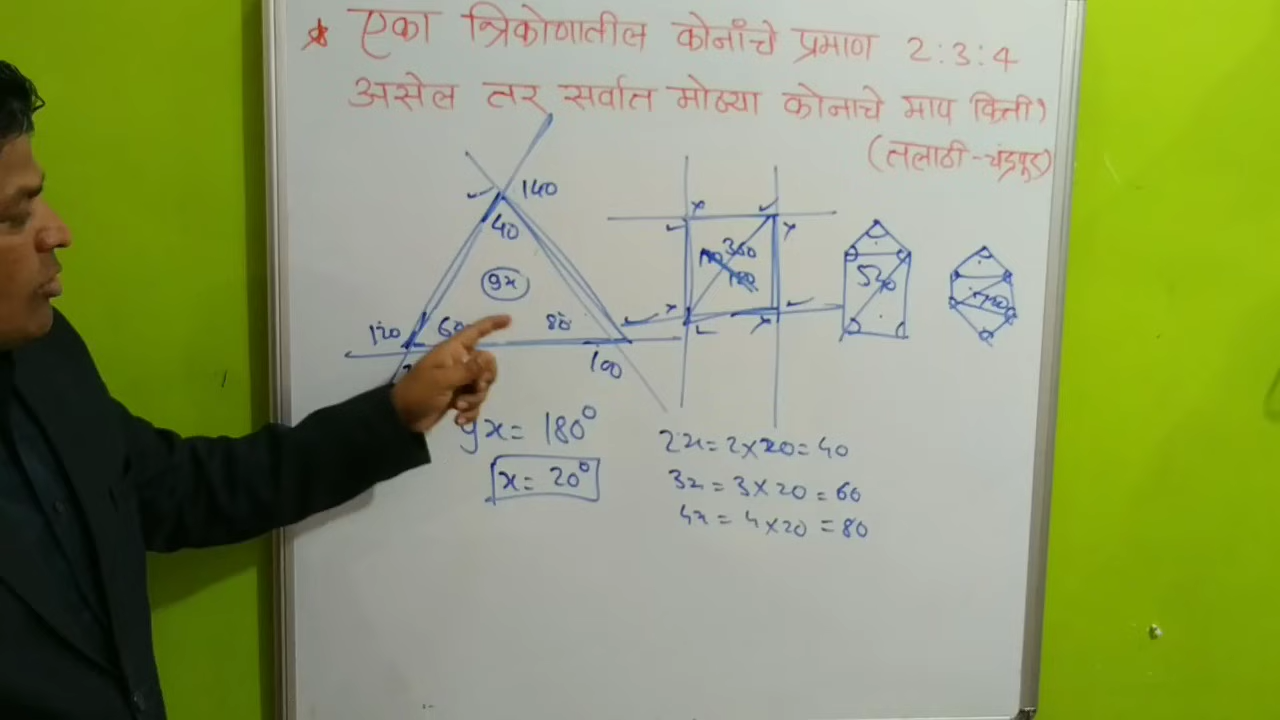 एका त्रिकोणातील कोनांचे प्रमाण 2:3:4
असेल तर सर्वात मोठ्या कोनाचे माप किती?
(तलाठी-चंद्रपूर)
140
40
9x
120 60 80
100
360
180
540
720
9x = 180°
x = 20°
2x = 2×20 = 40
3x = 3×20 = 60
4x = 4×20 = 80